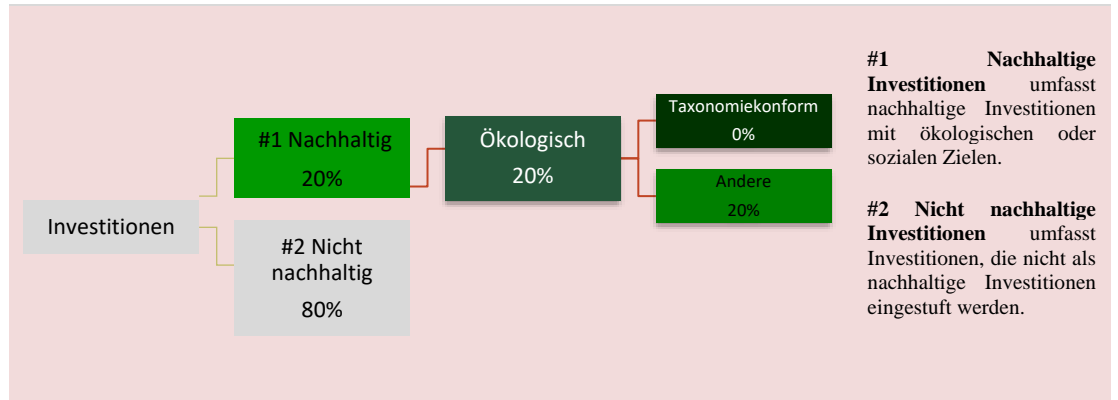 Investitionen
#1 Nachhaltig
20%
#2 Nicht
nachhaltig
80%
Ökologisch
20%
Taxonomiekonform
0%
Andere
20%
#1 Nachhaltige
Investitionen umfasst
nachhaltige Investitionen
mit ökologischen oder
sozialen Zielen.
#2 Nicht nachhaltige
Investitionen umfasst
Investitionen, die nicht als
nachhaltige Investitionen
eingestuft werden.